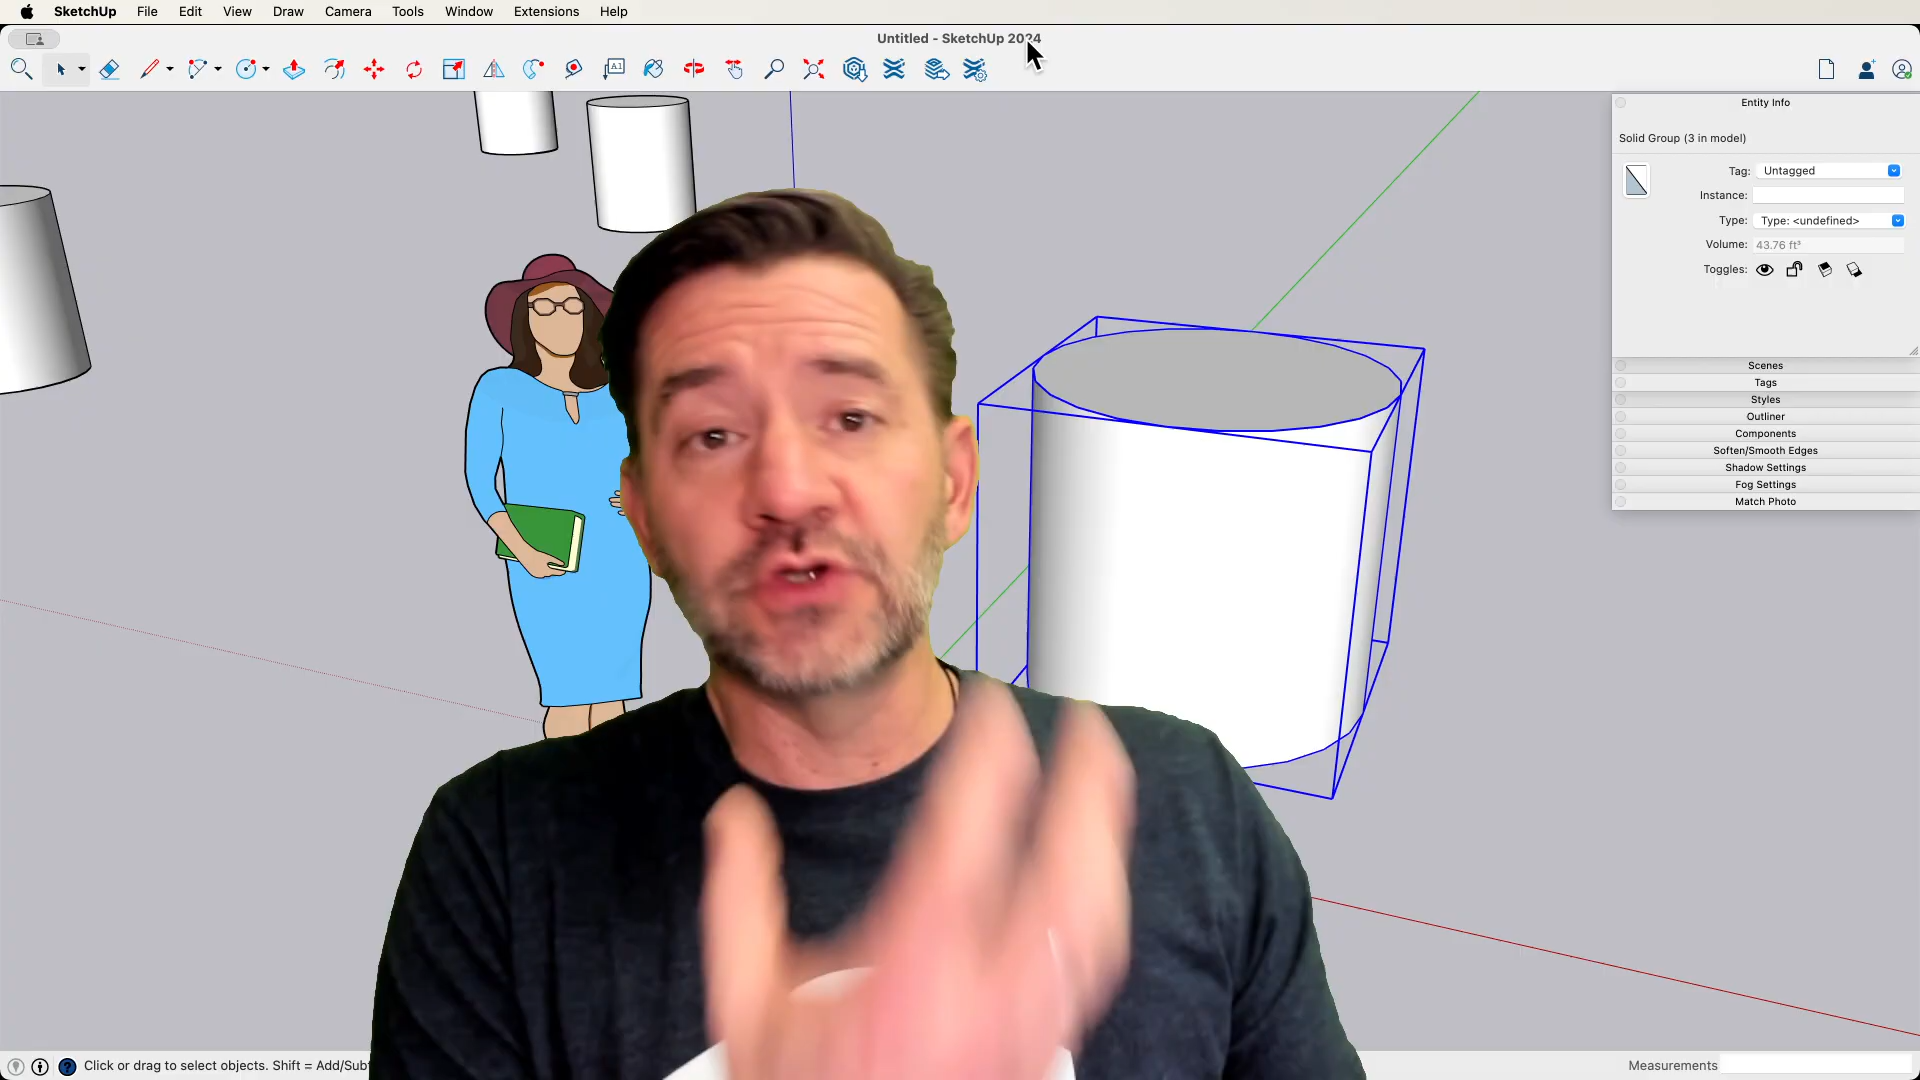 SketchUp File Edit View Draw Camera Tools Window Extensions Help
Untitled - SketchUp 2024
A1
Entity Info
Solid Group (3 in model)
Tag: Untagged
Instance:
Type: Type: <undefined>
Volume: 43.76 ft³
Toggles:
Scenes
Tags
Styles
Outliner
Components
Soften/Smooth Edges
Shadow Settings
Fog Settings
Match Photo
Click or drag to select objects. Shift = Add/Subt
Measurements